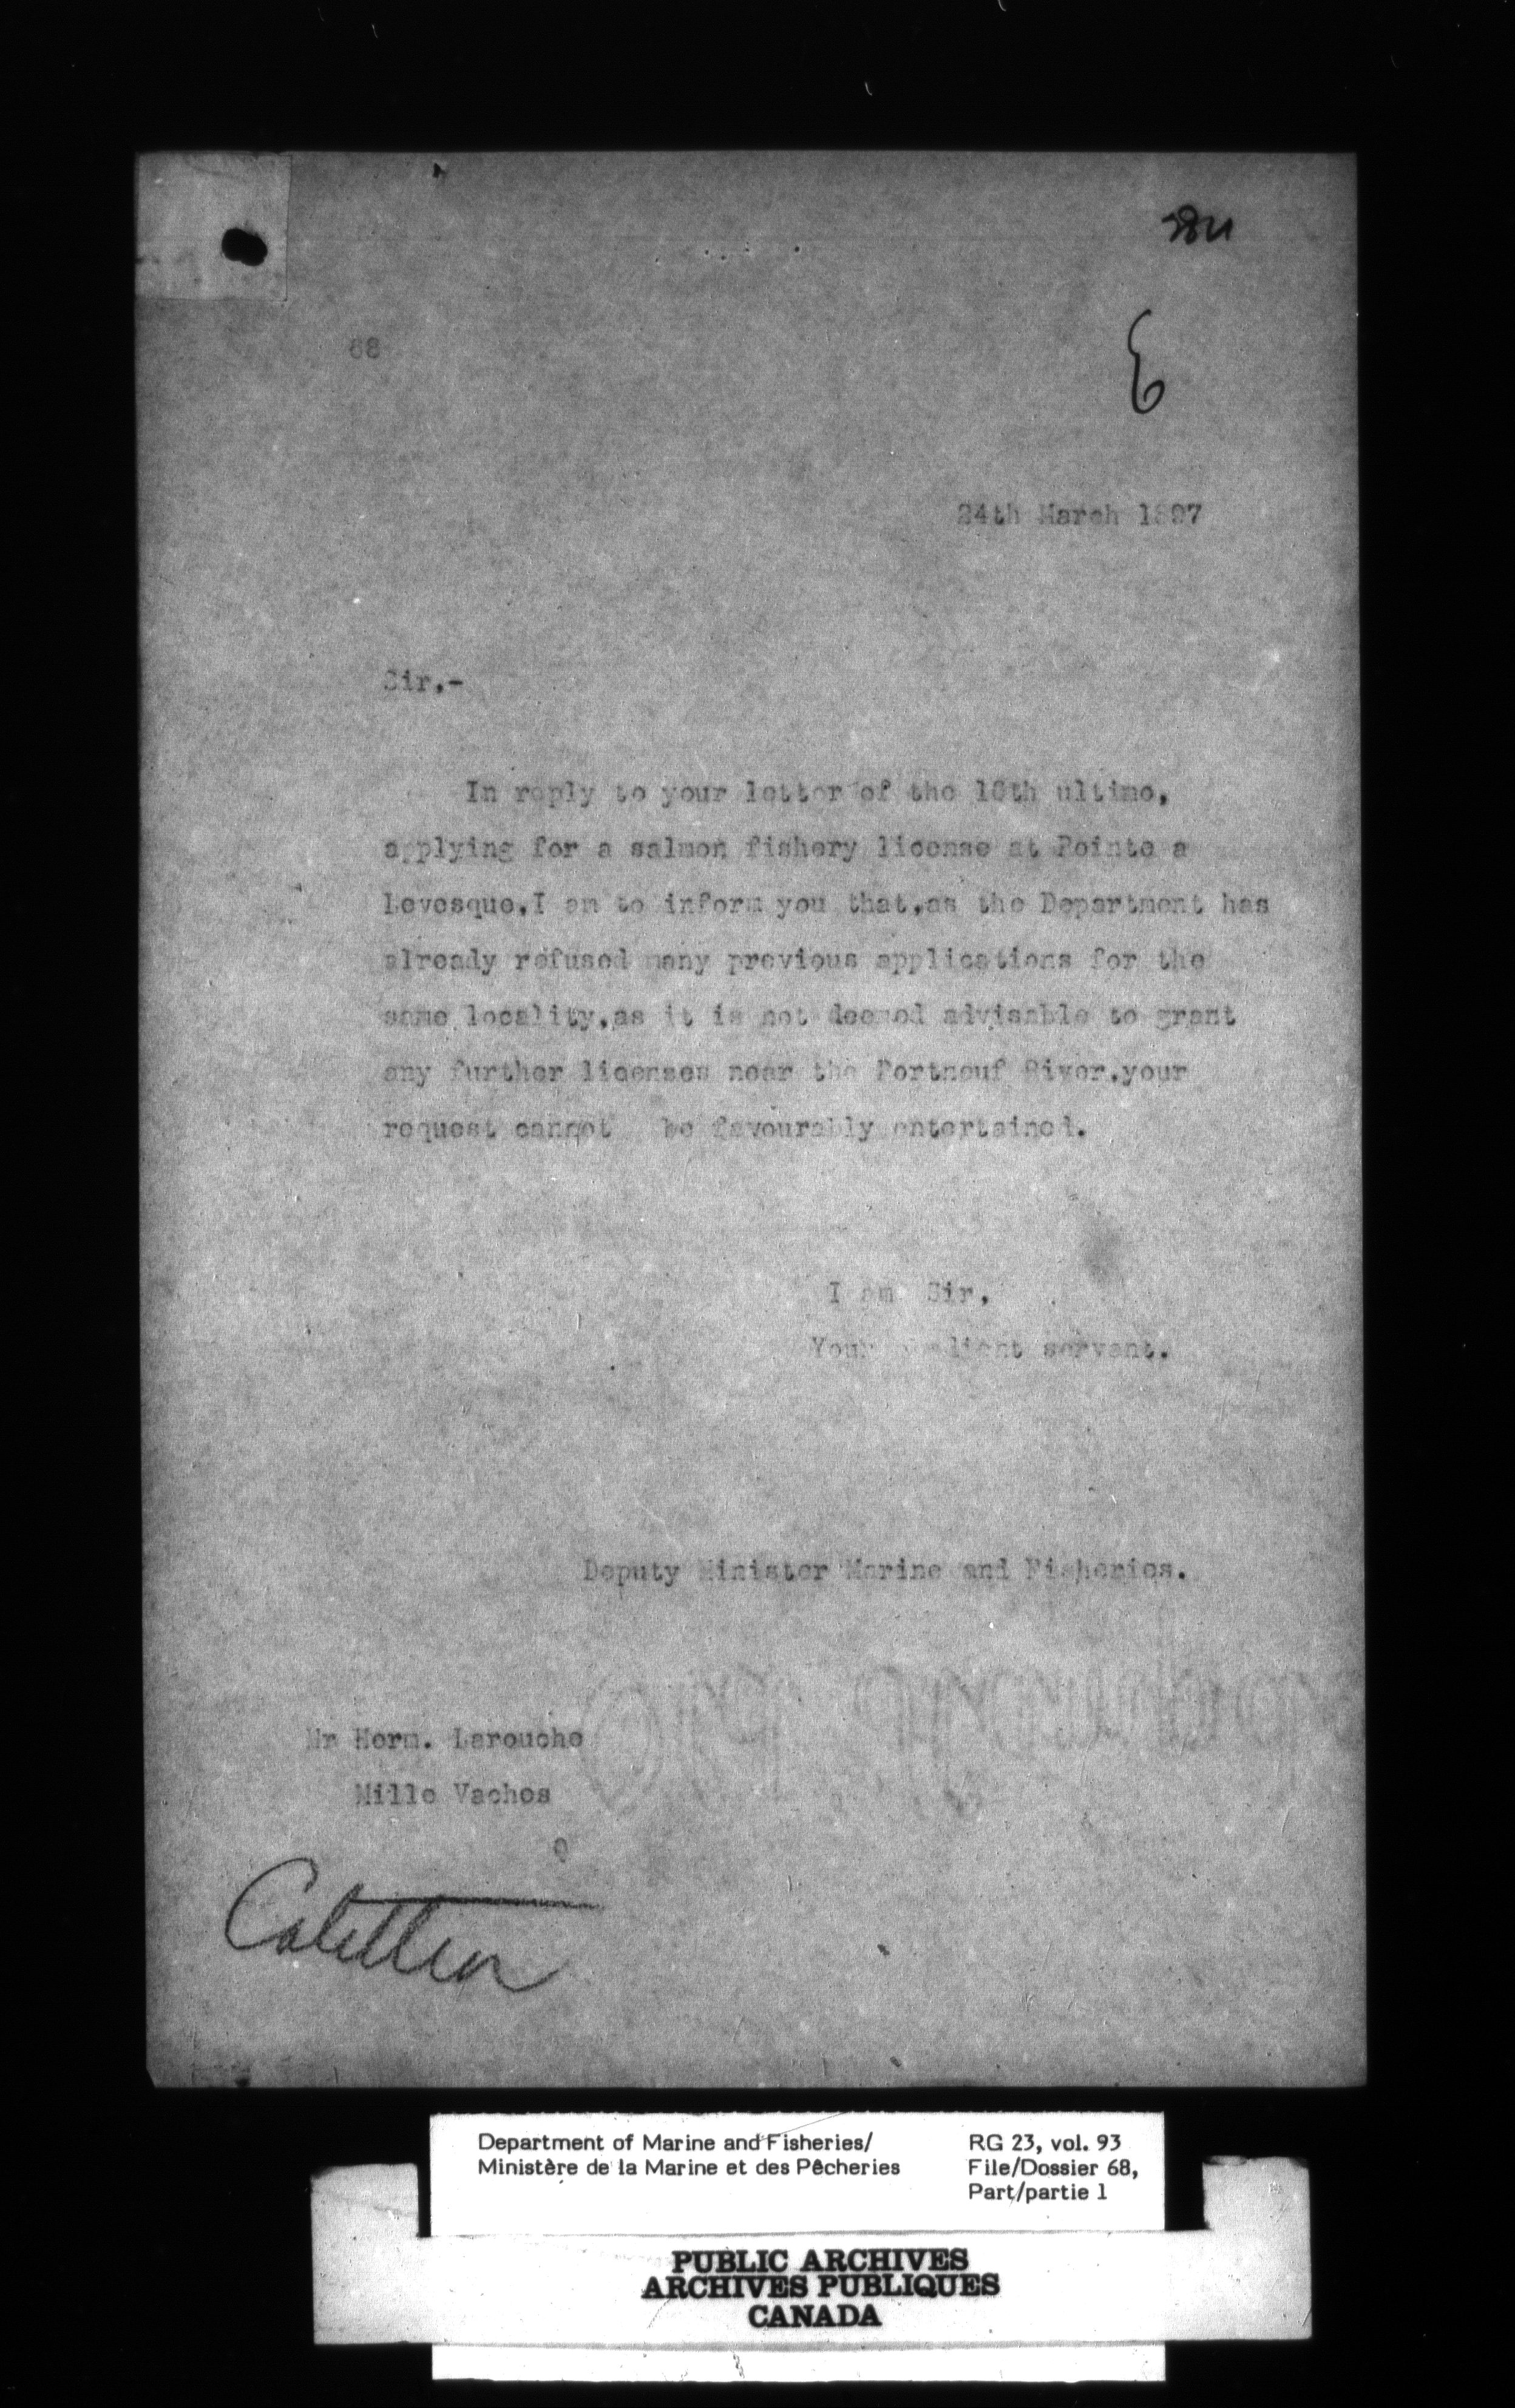 68
24th March 1897
Sir,-
In reply to your letter of the 16th ultimo,
applying for a salmon fishery license at Pointe a
Levesque,I am to inform you that,as the Department has
already refused many previous applications for the
same locality,as it is not deemed advisable to grant
any further licenses near the Portneuf River,your
request cannot be favourably entertained.
I am Sir,
Your obedient servant.
Deputy Minister Marine and Fisheries.
Mr Herm. Larouche
Mille Vaches
Department of Marine and Fisheries/
Ministère de la Marine et des Pêcheries
RG 23, vol. 93
File/Dossier 68,
Part/partie 1
PUBLIC ARCHIVES
ARCHIVES PUBLIQUES
CANADA